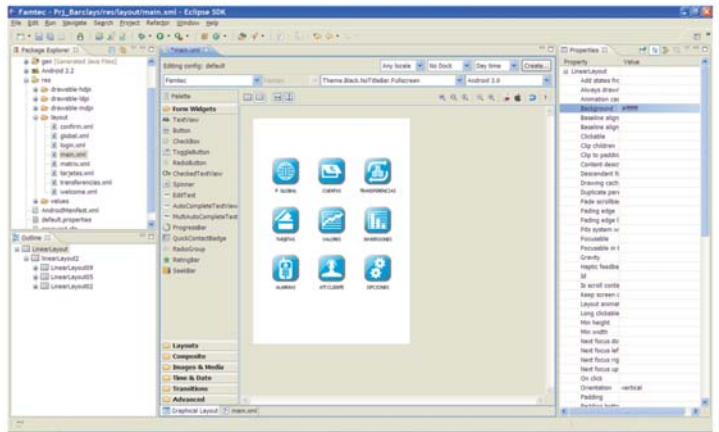 Famtec - Prj_Barclays/res/layout/main.xml - Eclipse SDK
File Edit Run Navigate Search Project Refactor Window Help
Package Explorer
gen [Generated Java Files]
Android 2.2
res
drawable-hdpi
drawable-ldpi
drawable-mdpi
layout
confirm.xml
global.xml
login.xml
main.xml
matrix.xml
tarjetas.xml
transferencias.xml
welcome.xml
values
AndroidManifest.xml
default.properties
Outline
LinearLayout
linearLayout2
LinearLayout09
LinearLayout05
LinearLayout02
*main.xml
Editing config: default
Any locale
No Dock
Day time
Create...
Famtec
Theme.Black.NoTitleBar.Fullscreen
Android 3.0
Palette
Form Widgets
TextView
Button
CheckBox
ToggleButton
RadioButton
CheckedTextView
Spinner
EditText
AutoCompleteTextView
MultiAutoCompleteText
ProgressBar
QuickContactBadge
RadioGroup
RatingBar
SeekBar
Layouts
Composite
Images & Media
Time & Date
Transitions
Advanced
P. GLOBAL
CUENTAS
TRANSFERENCIAS
TARJETAS
VALORES
INVERSIONES
ALARMAS
ATT.CLIENTE
OPCIONES
Graphical Layout
main.xml
Properties
Property Value
LinearLayout
Add states fro
Always drawn
Animation cac
Background
Baseline align
Baseline align
Clickable
Clip children
Clip to paddin
Content descr
Descendant f
Drawing cach
Duplicate pare
Fade scrollbar
Fading edge
Fading edge l
Fits system w
Focusable
Focusable in t
Gravity
Haptic feedba
Id
Is scroll conta
Keep screen o
Layout animat
Long clickable
Min height
Min width
Next focus do
Next focus left
Next focus rig
Next focus up
On click
Orientation vertical
Padding
Padding botto